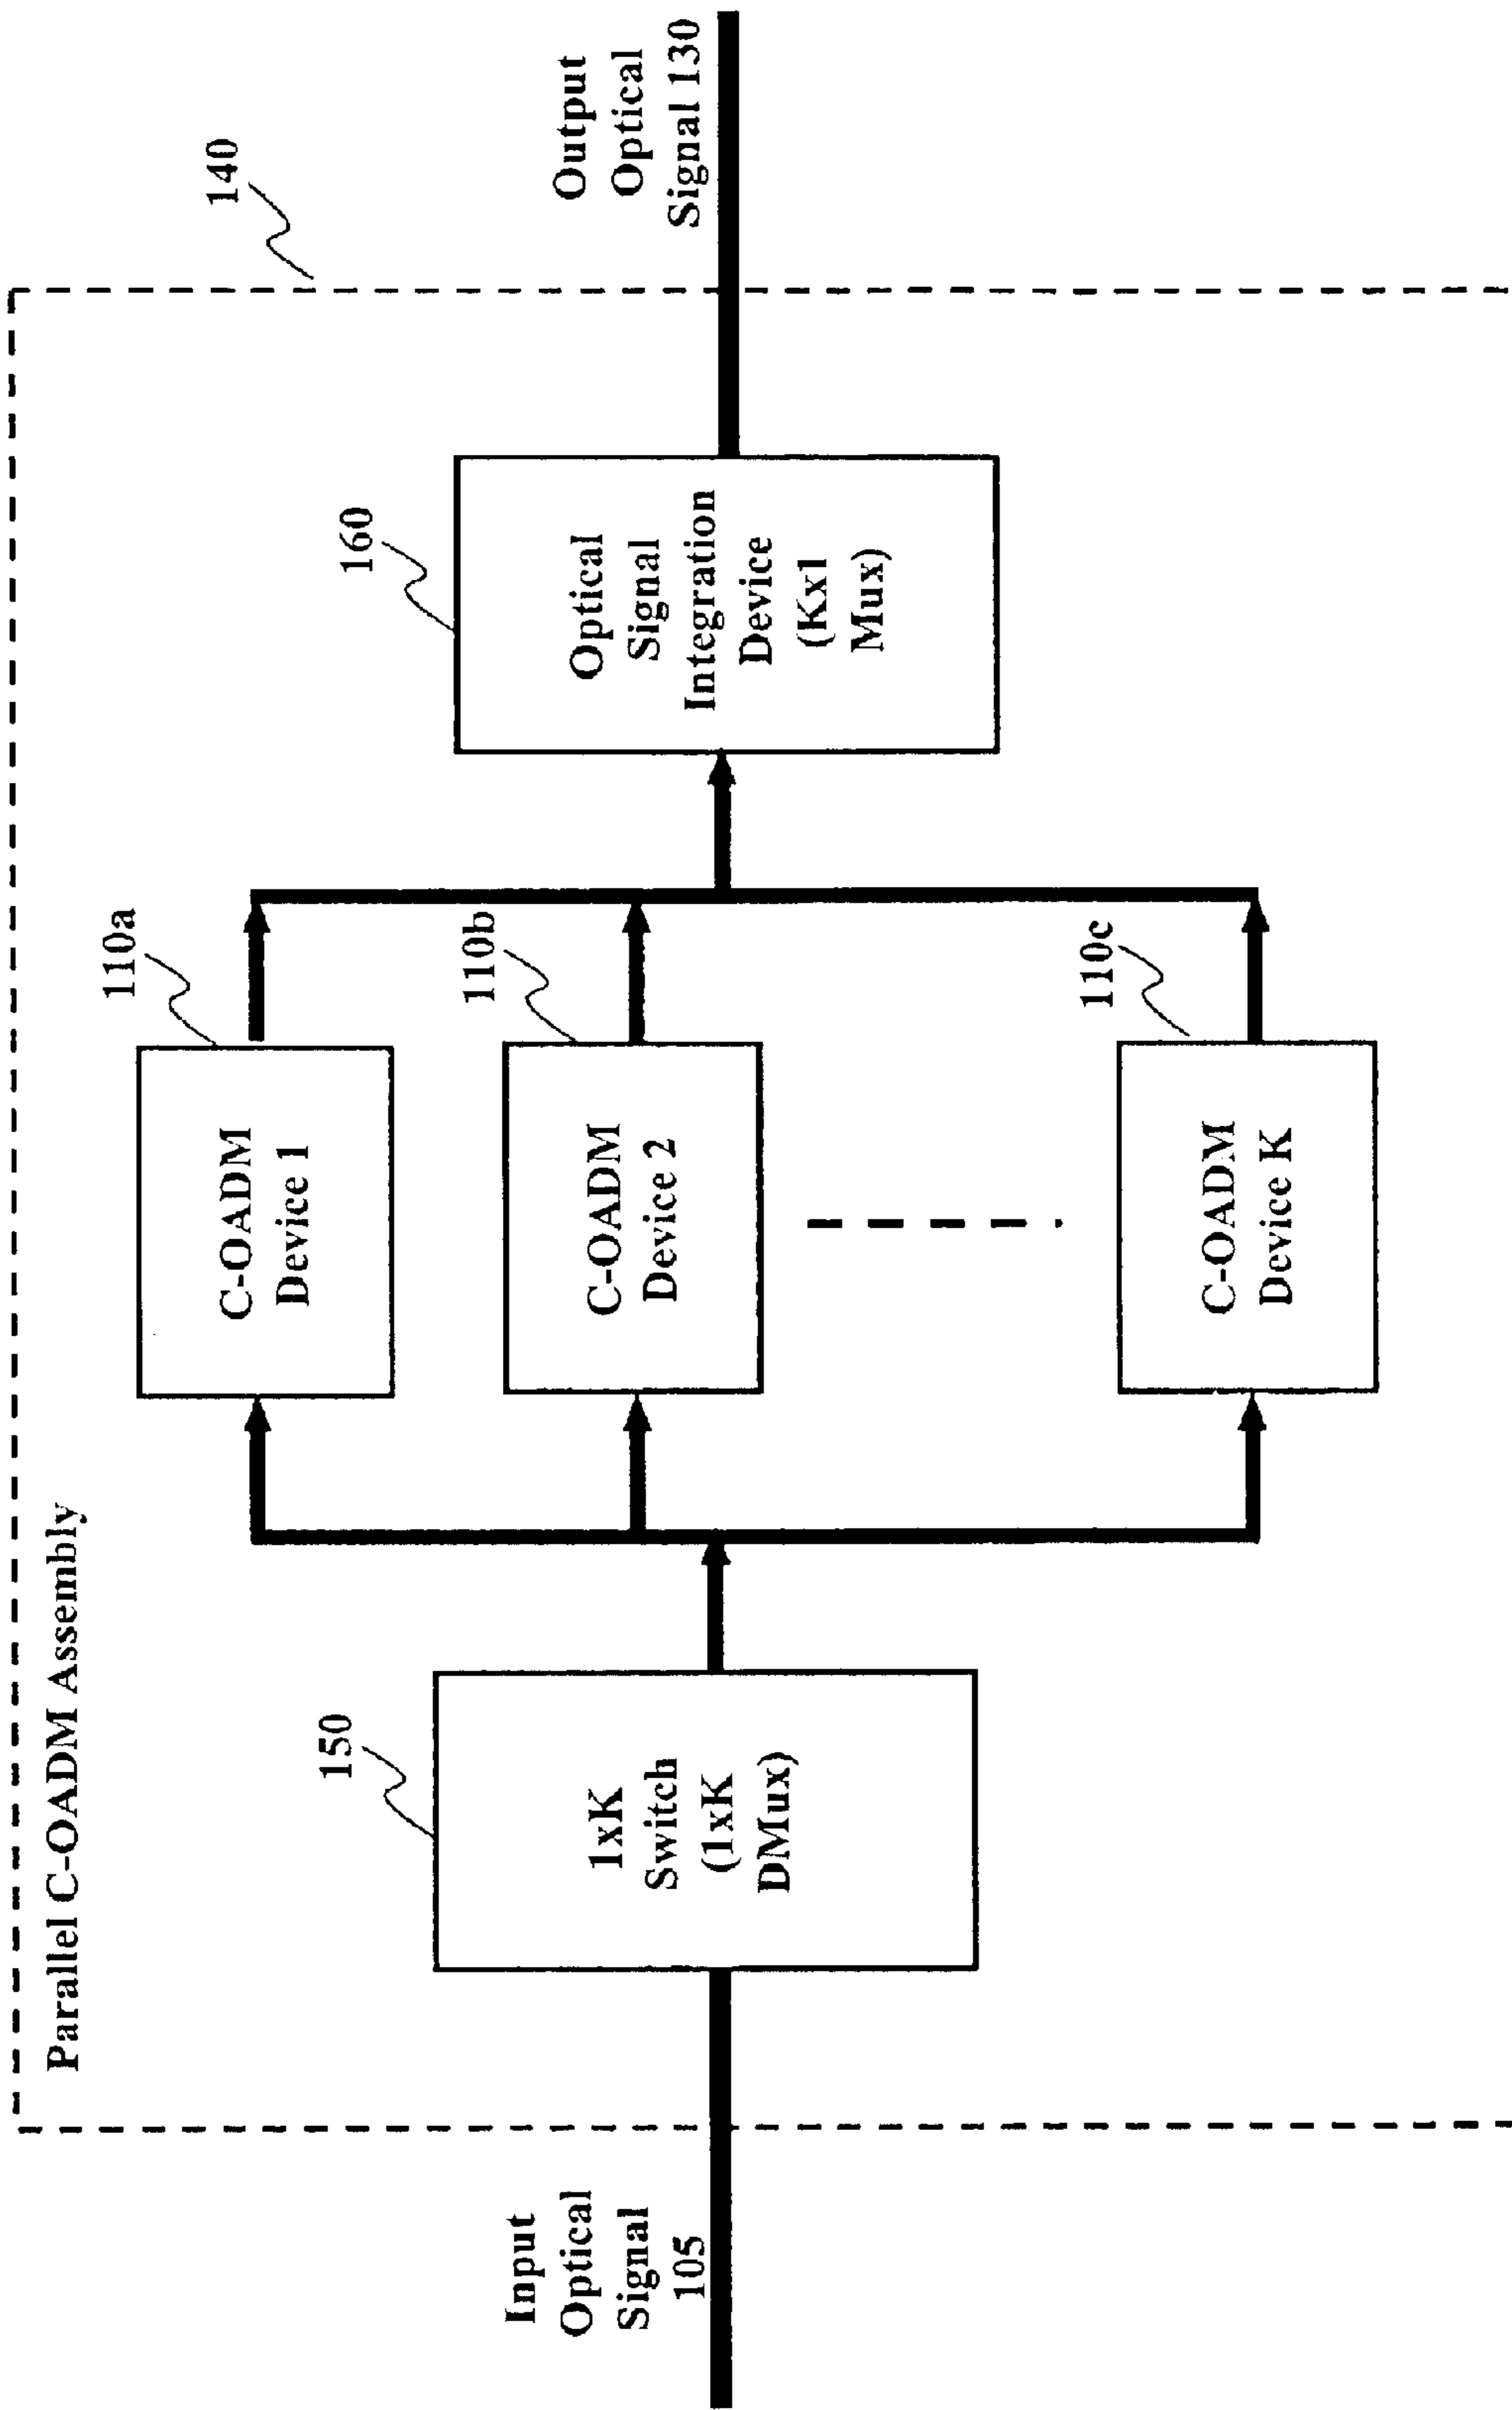 Parallel C-OADM Assembly
140
Input
Optical
Signal
105
150
1xK
Switch
(1xK
DMux)
110a
C-OADM
Device 1
110b
C-OADM
Device 2
110c
C-OADM
Device K
160
Optical
Signal
Integration
Device
(Kx1
Mux)
Output
Optical
Signal 130